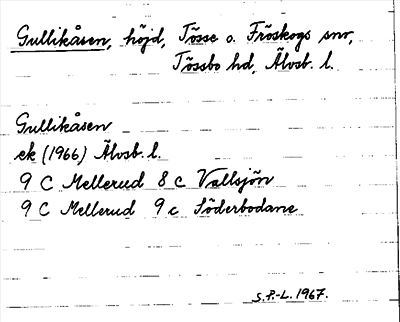 Gullikåsen, höjd, Tösse o. Fröskogs snr,
Tössbo hd, Älvsb. l.
Gullikåsen
ek (1966) Älvsb. l.
9 C Mellerud 8 c Vallsjön
9 C Mellerud 9 c Söderbodane
S.P.-L. 1967.